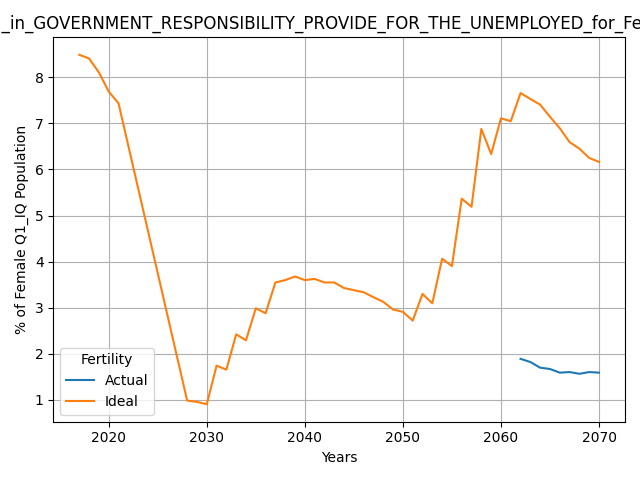 _in_GOVERNMENT_RESPONSIBILITY_PROVIDE_FOR_THE_UNEMPLOYED_for_Fe
% of Female Q1_IQ Population
8
7
6
5
4
3
2
1
Fertility
Actual
Ideal
2020 2030 2040 2050 2060 2070
Years